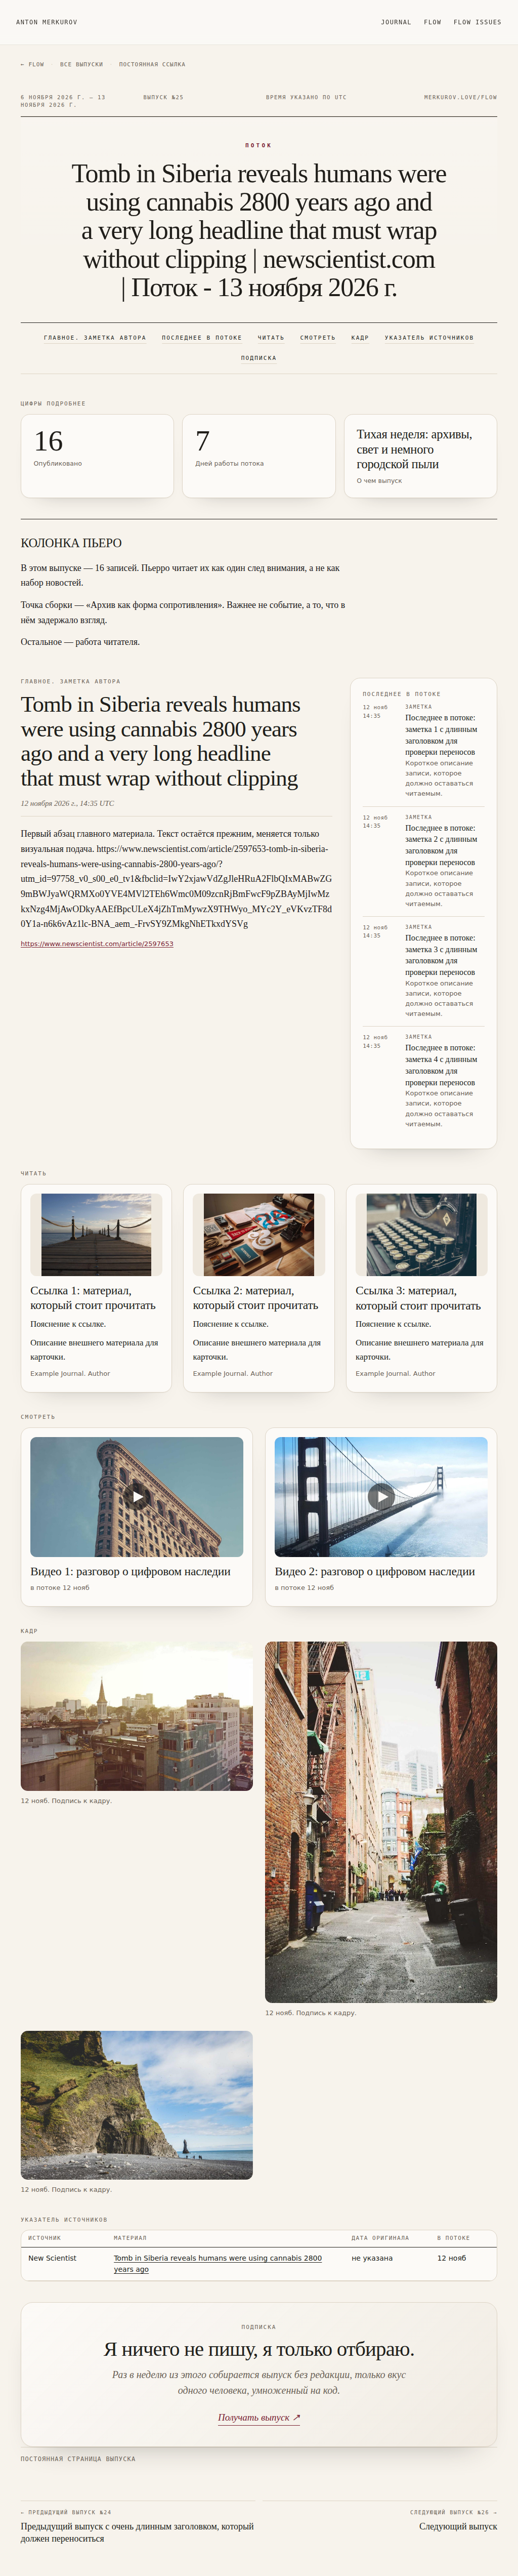 ANTON MERKUROV
JOURNAL FLOW FLOW ISSUES
← FLOW ВСЕ ВЫПУСКИ ПОСТОЯННАЯ ССЫЛКА
6 НОЯБРЯ 2026 Г. — 13 НОЯБРЯ 2026 Г.
ВЫПУСК №25
ВРЕМЯ УКАЗАНО ПО UTC
MERKUROV.LOVE/FLOW
ПОТОК
Tomb in Siberia reveals humans were
using cannabis 2800 years ago and
a very long headline that must wrap
without clipping | newscientist.com
| Поток - 13 ноября 2026 г.
ГЛАВНОЕ. ЗАМЕТКА АВТОРА ПОСЛЕДНЕЕ В ПОТОКЕ ЧИТАТЬ СМОТРЕТЬ КАДР УКАЗАТЕЛЬ ИСТОЧНИКОВ
ПОДПИСКА
ЦИФРЫ ПОДРОБНЕЕ
16
Опубликовано
7
Дней работы потока
Тихая неделя: архивы,
свет и немного
городской пыли
О чем выпуск
КОЛОНКА ПЬЕРО
В этом выпуске — 16 записей. Пьерро читает их как один след внимания, а не как
набор новостей.
Точка сборки — «Архив как форма сопротивления». Важнее не событие, а то, что в
нём задержало взгляд.
Остальное — работа читателя.
ГЛАВНОЕ. ЗАМЕТКА АВТОРА
Tomb in Siberia reveals humans
were using cannabis 2800 years
ago and a very long headline
that must wrap without clipping
12 ноября 2026 г., 14:35 UTC
Первый абзац главного материала. Текст остаётся прежним, меняется только
визуальная подача. https://www.newscientist.com/article/2597653-tomb-in-siberia-
reveals-humans-were-using-cannabis-2800-years-ago/?
utm_id=97758_v0_s00_e0_tv1&fbclid=IwY2xjawVdZgJleHRuA2FlbQIxMABwZG
9mBWJyaWQRMXo0YVE4MVl2TEh6Wmc0M09zcnRjBmFwcF9pZBAyMjIwMz
kxNzg4MjAwODkyAAEfBpcULeX4jZhTmMywzX9THWyo_MYc2Y_eVKvzTF8d
0Y1a-n6k6vAz1lc-BNA_aem_-FrvSY9ZMkgNhETkxdYSVg
https://www.newscientist.com/article/2597653
ПОСЛЕДНЕЕ В ПОТОКЕ
12 нояб
14:35
ЗАМЕТКА
Последнее в потоке:
заметка 1 с длинным
заголовком для
проверки переносов
Короткое описание
записи, которое
должно оставаться
читаемым.
12 нояб
14:35
ЗАМЕТКА
Последнее в потоке:
заметка 2 с длинным
заголовком для
проверки переносов
Короткое описание
записи, которое
должно оставаться
читаемым.
12 нояб
14:35
ЗАМЕТКА
Последнее в потоке:
заметка 3 с длинным
заголовком для
проверки переносов
Короткое описание
записи, которое
должно оставаться
читаемым.
12 нояб
14:35
ЗАМЕТКА
Последнее в потоке:
заметка 4 с длинным
заголовком для
проверки переносов
Короткое описание
записи, которое
должно оставаться
читаемым.
ЧИТАТЬ
Ссылка 1: материал,
который стоит прочитать
Пояснение к ссылке.
Описание внешнего материала для
карточки.
Example Journal. Author
Ссылка 2: материал,
который стоит прочитать
Пояснение к ссылке.
Описание внешнего материала для
карточки.
Example Journal. Author
Ссылка 3: материал,
который стоит прочитать
Пояснение к ссылке.
Описание внешнего материала для
карточки.
Example Journal. Author
СМОТРЕТЬ
Видео 1: разговор о цифровом наследии
в потоке 12 нояб
Видео 2: разговор о цифровом наследии
в потоке 12 нояб
КАДР
12 нояб. Подпись к кадру.
12 нояб. Подпись к кадру.
12 нояб. Подпись к кадру.
УКАЗАТЕЛЬ ИСТОЧНИКОВ
ИСТОЧНИК МАТЕРИАЛ ДАТА ОРИГИНАЛА В ПОТОКЕ
New Scientist Tomb in Siberia reveals humans were using cannabis 2800 years ago не указана 12 нояб
ПОДПИСКА
Я ничего не пишу, я только отбираю.
Раз в неделю из этого собирается выпуск без редакции, только вкус
одного человека, умноженный на код.
Получать выпуск ↗
ПОСТОЯННАЯ СТРАНИЦА ВЫПУСКА
← ПРЕДЫДУЩИЙ ВЫПУСК №24
Предыдущий выпуск с очень длинным заголовком, который
должен переноситься
СЛЕДУЮЩИЙ ВЫПУСК №26 →
Следующий выпуск